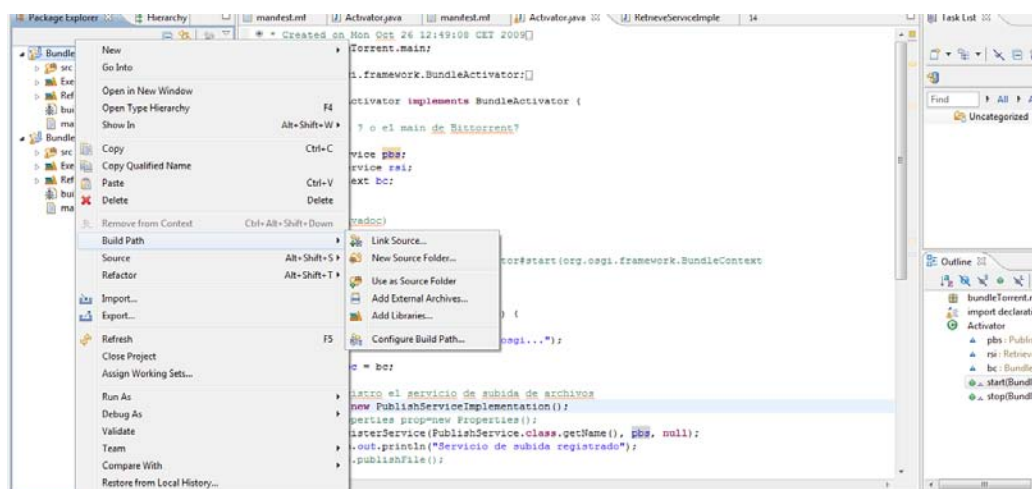 Package Explorer
Hierarchy
manifest.mf
Activator.java
manifest.mf
Activator.java
RetrieveServiceImple
14
Task List
* * Created on Mon Oct 26 12:49:08 CET 2009
Torrent.main;
.framework.BundleActivator;
ctivator implements BundleActivator {
? o el main de Bittorrent?
vice pbs;
rvice rsi;
ext bc;
vadoc)
tor#start(org.osgi.framework.BundleContext
) {
osgi...");
c = bc;
istro el servicio de subida de archivos
new PublishServiceImplementation();
perties prop=new Properties();
isterService(PublishService.class.getName(), pbs, null);
.out.println("Servicio de subida registrado");
.publishFile();
Bundle
src
Exe
Ref
bui
ma
Bundle
src
Exe
Ref
bui
ma
New
Go Into
Open in New Window
Open Type Hierarchy F4
Show In Alt+Shift+W
Copy Ctrl+C
Copy Qualified Name
Paste Ctrl+V
Delete Delete
Remove from Context Ctrl+Alt+Shift+Down
Build Path
Source Alt+Shift+S
Refactor Alt+Shift+T
Import...
Export...
Refresh F5
Close Project
Assign Working Sets...
Run As
Debug As
Validate
Team
Compare With
Restore from Local History...
Link Source...
New Source Folder...
Use as Source Folder
Add External Archives...
Add Libraries...
Configure Build Path...
Find All
Uncategorized
Outline
bundleTorrent.r
import declarati
Activator
pbs : Publis
rsi : Retriev
bc : Bundle
start(Bundl
stop(Bundl